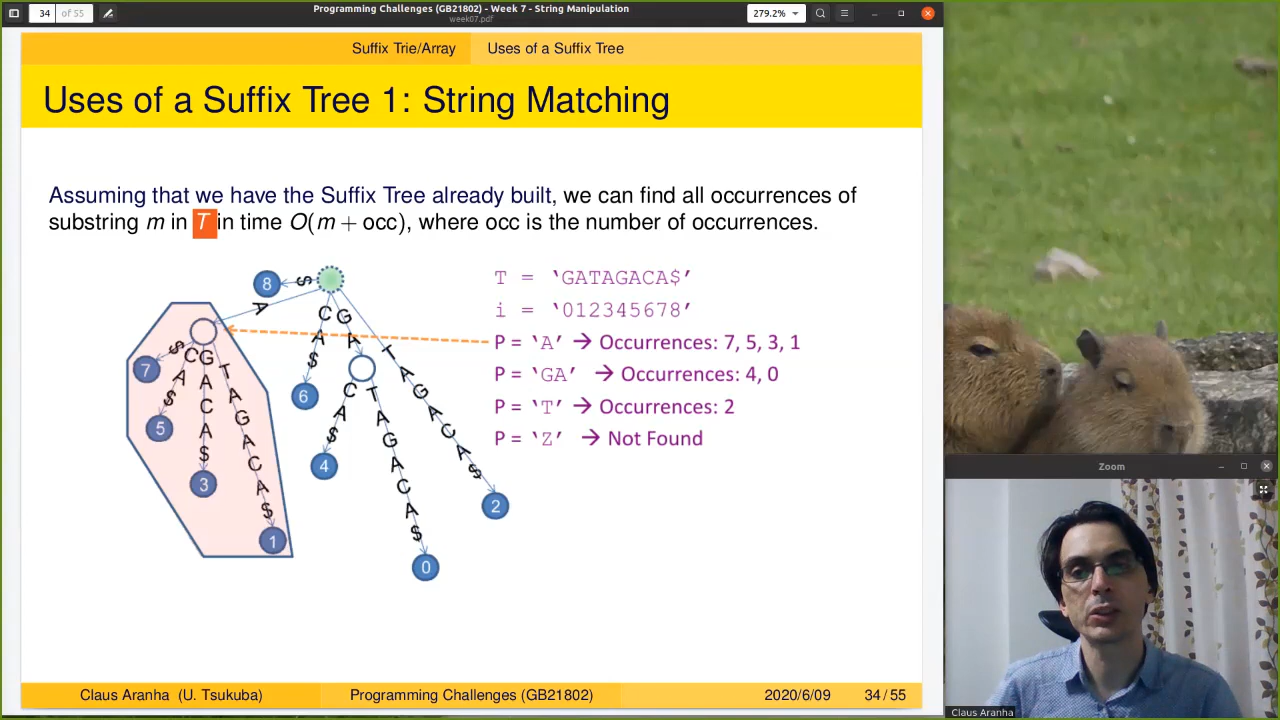 Programming Challenges (GB21802) - Week 7 - String Manipulation
week07.pdf
34 of 55
279.2%
Suffix Trie/Array Uses of a Suffix Tree
Uses of a Suffix Tree 1: String Matching
Assuming that we have the Suffix Tree already built, we can find all occurrences of
substring m in T in time O(m + occ), where occ is the number of occurrences.
8 $
A
C G
A A
$
T
A
G
A
C
A
$
$ C G T
7
A A A
$ C G
A A
$ C
A
$
5
3
1
6
C T
A A
$ G
A
C
A
$
4
0
2
T = ‘GATAGACA$’
i = ‘012345678’
P = ‘A’ → Occurrences: 7, 5, 3, 1
P = ‘GA’ → Occurrences: 4, 0
P = ‘T’ → Occurrences: 2
P = ‘Z’ → Not Found
Claus Aranha (U. Tsukuba) Programming Challenges (GB21802) 2020/6/09 34 / 55
Zoom
Claus Aranha